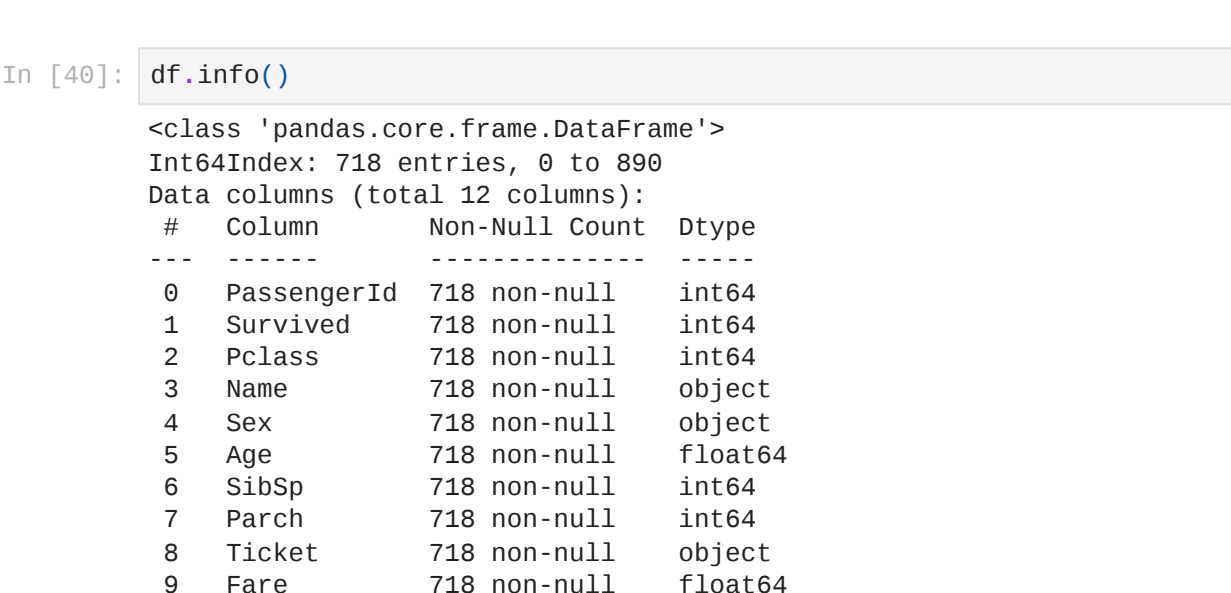 In [40]: df.info()
<class 'pandas.core.frame.DataFrame'>
Int64Index: 718 entries, 0 to 890
Data columns (total 12 columns):
 #   Column       Non-Null Count  Dtype
---  ------       --------------  -----
 0   PassengerId  718 non-null    int64
 1   Survived     718 non-null    int64
 2   Pclass       718 non-null    int64
 3   Name         718 non-null    object
 4   Sex          718 non-null    object
 5   Age          718 non-null    float64
 6   SibSp        718 non-null    int64
 7   Parch        718 non-null    int64
 8   Ticket       718 non-null    object
 9   Fare         718 non-null    float64